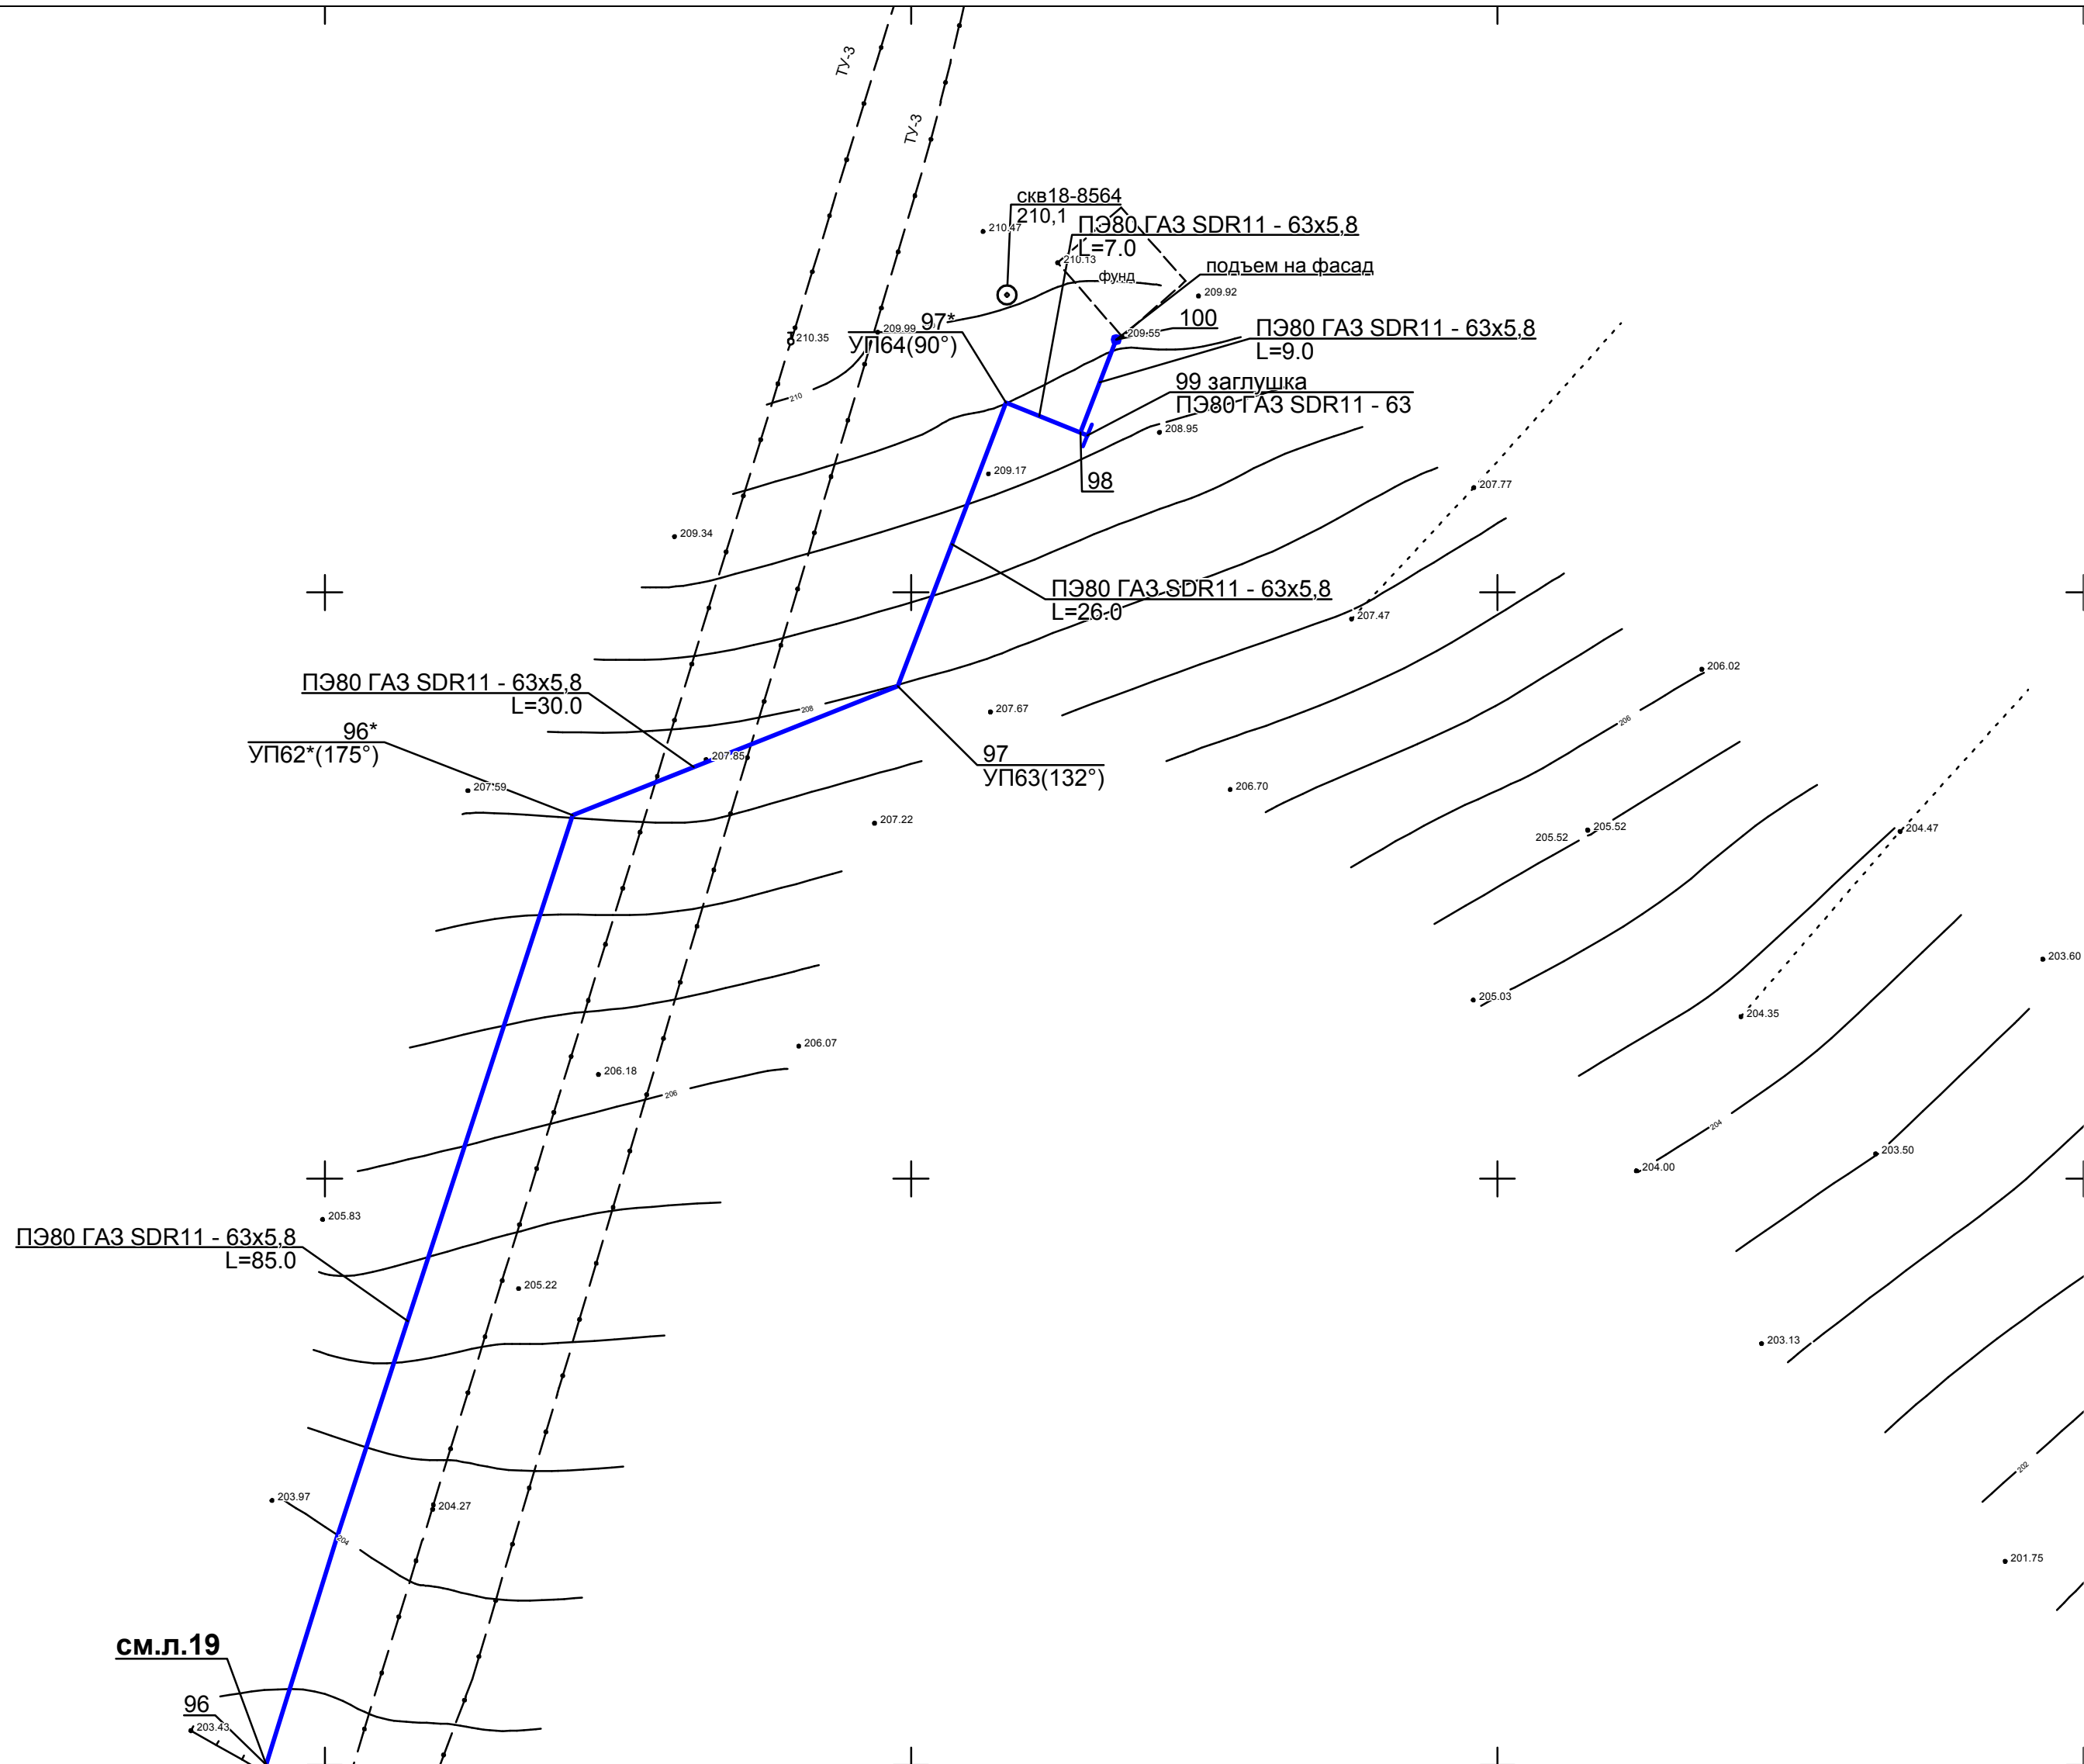 ТУ-3
ТУ-3
скв18-8564
210,1
210.47
ПЭ80 ГАЗ SDR11 - 63х5,8
L=7.0
210.13
фунд
подъем на фасад
209.92
97*
УП64(90°)
209.99
210.35
209.55
100
ПЭ80 ГАЗ SDR11 - 63х5,8
L=9.0
99 заглушка
ПЭ80 ГАЗ SDR11 - 63
210
208.95
209.17
98
207.77
209.34
ПЭ80 ГАЗ SDR11 - 63х5,8
L=26.0
207.47
ПЭ80 ГАЗ SDR11 - 63х5,8
L=30.0
206.02
208
207.67
206
96*
УП62*(175°)
207.85
97
УП63(132°)
207.59
206.70
207.22
205.52
205.52
204.47
203.60
205.03
204.35
206.07
206.18
206
204
203.50
204.00
205.83
ПЭ80 ГАЗ SDR11 - 63х5,8
L=85.0
205.22
203.13
202
203.97
204.27
204
201.75
см.л.19
96
203.43